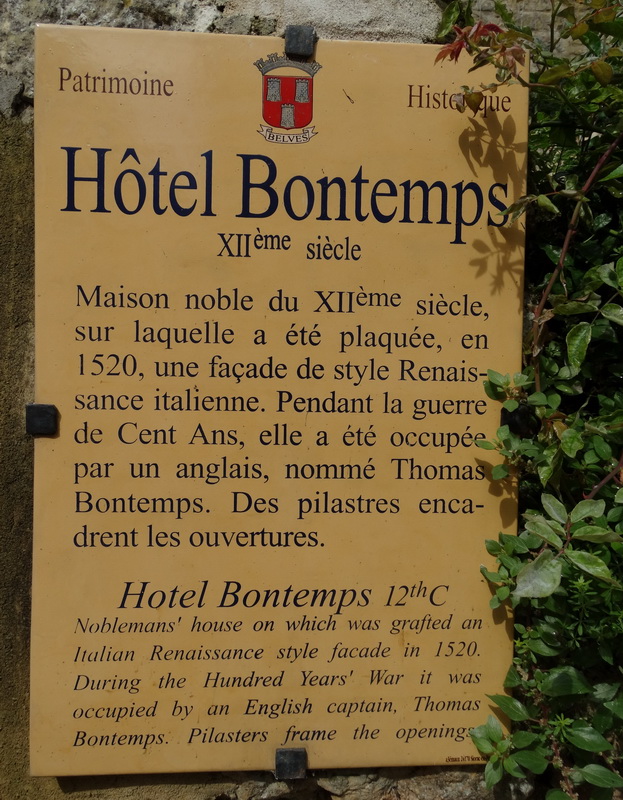 Patrimoine Historique
BELVES
Hôtel Bontemps
XIIème siècle
Maison noble du XIIème siècle,
sur laquelle a été plaquée, en
1520, une façade de style Renais-
sance italienne. Pendant la guerre
de Cent Ans, elle a été occupée
par un anglais, nommé Thomas
Bontemps. Des pilastres enca-
drent les ouvertures.
Hotel Bontemps 12thC
Noblemans' house on which was grafted an
Italian Renaissance style facade in 1520.
During the Hundred Years' War it was
occupied by an English captain, Thomas
Bontemps. Pilasters frame the openings